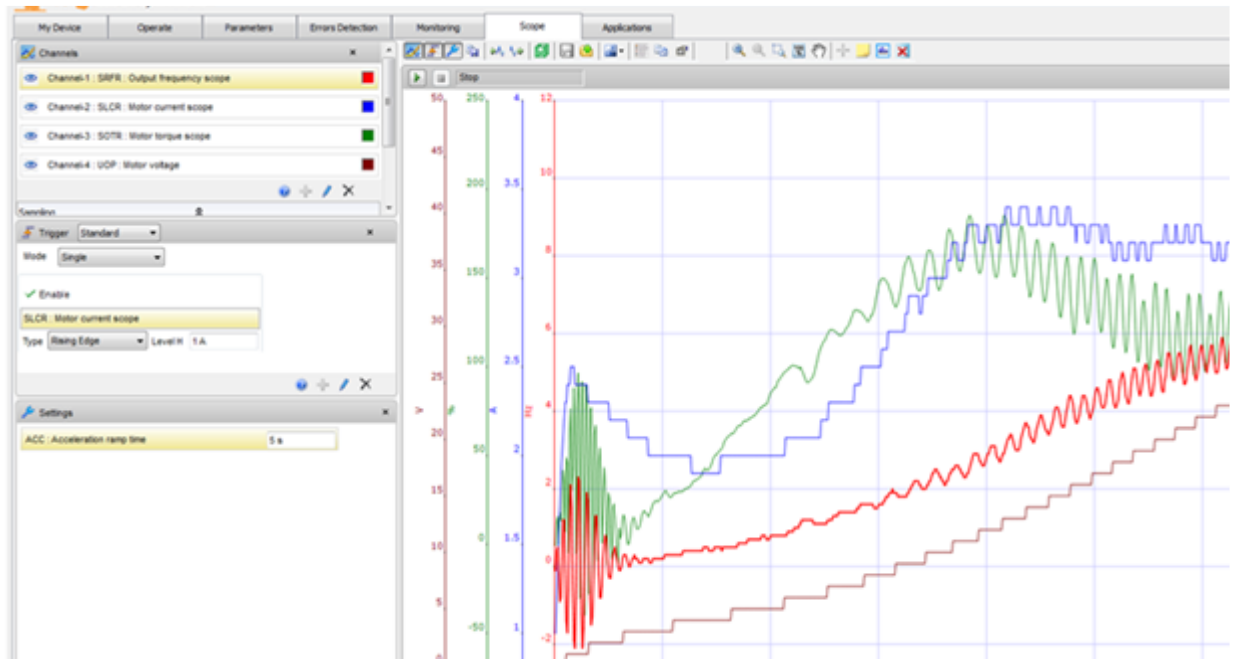 My Device Operate Parameters Errors Detection Monitoring Scope Applications
Channels
Channel-1 : SRFR : Output frequency scope
Channel-2 : SLCR : Motor current scope
Channel-3 : SOTR : Motor torque scope
Channel-4 : UOP : Motor voltage
Sampling
Trigger Standard
Mode Single
Enable
SLCR : Motor current scope
Type Rising Edge Level H 1 A
Settings
ACC : Acceleration ramp time 5 s
Stop
50 250 4 12
45
200 3.5 10
40
8
35 150 3
30 6
100 2.5
25
V % A Hz
4
20
50 2
2
15
10 0 1.5 0
5
-50 1 -2
0